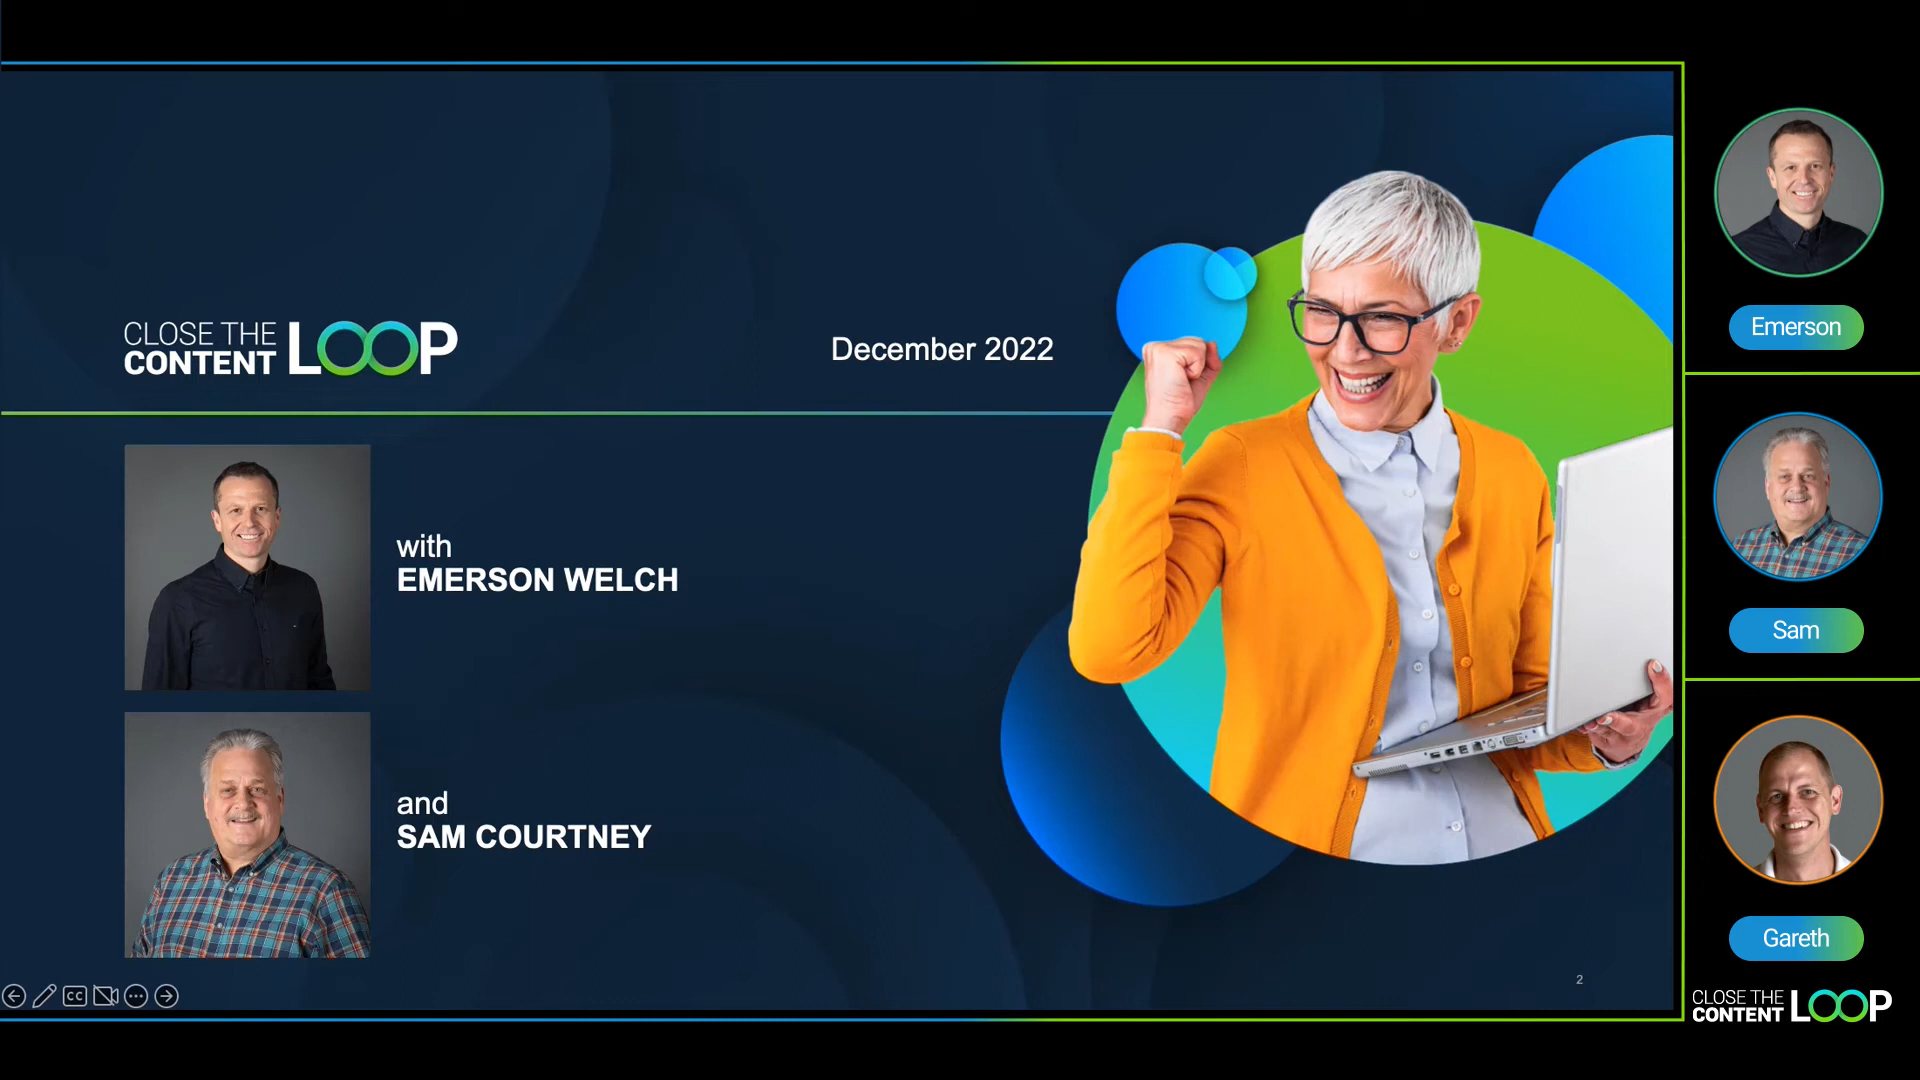 CLOSE THE
CONTENT LOOP
December 2022
with
EMERSON WELCH
and
SAM COURTNEY
CC
2
Emerson
Sam
Gareth
CLOSE THE
CONTENT LOOP